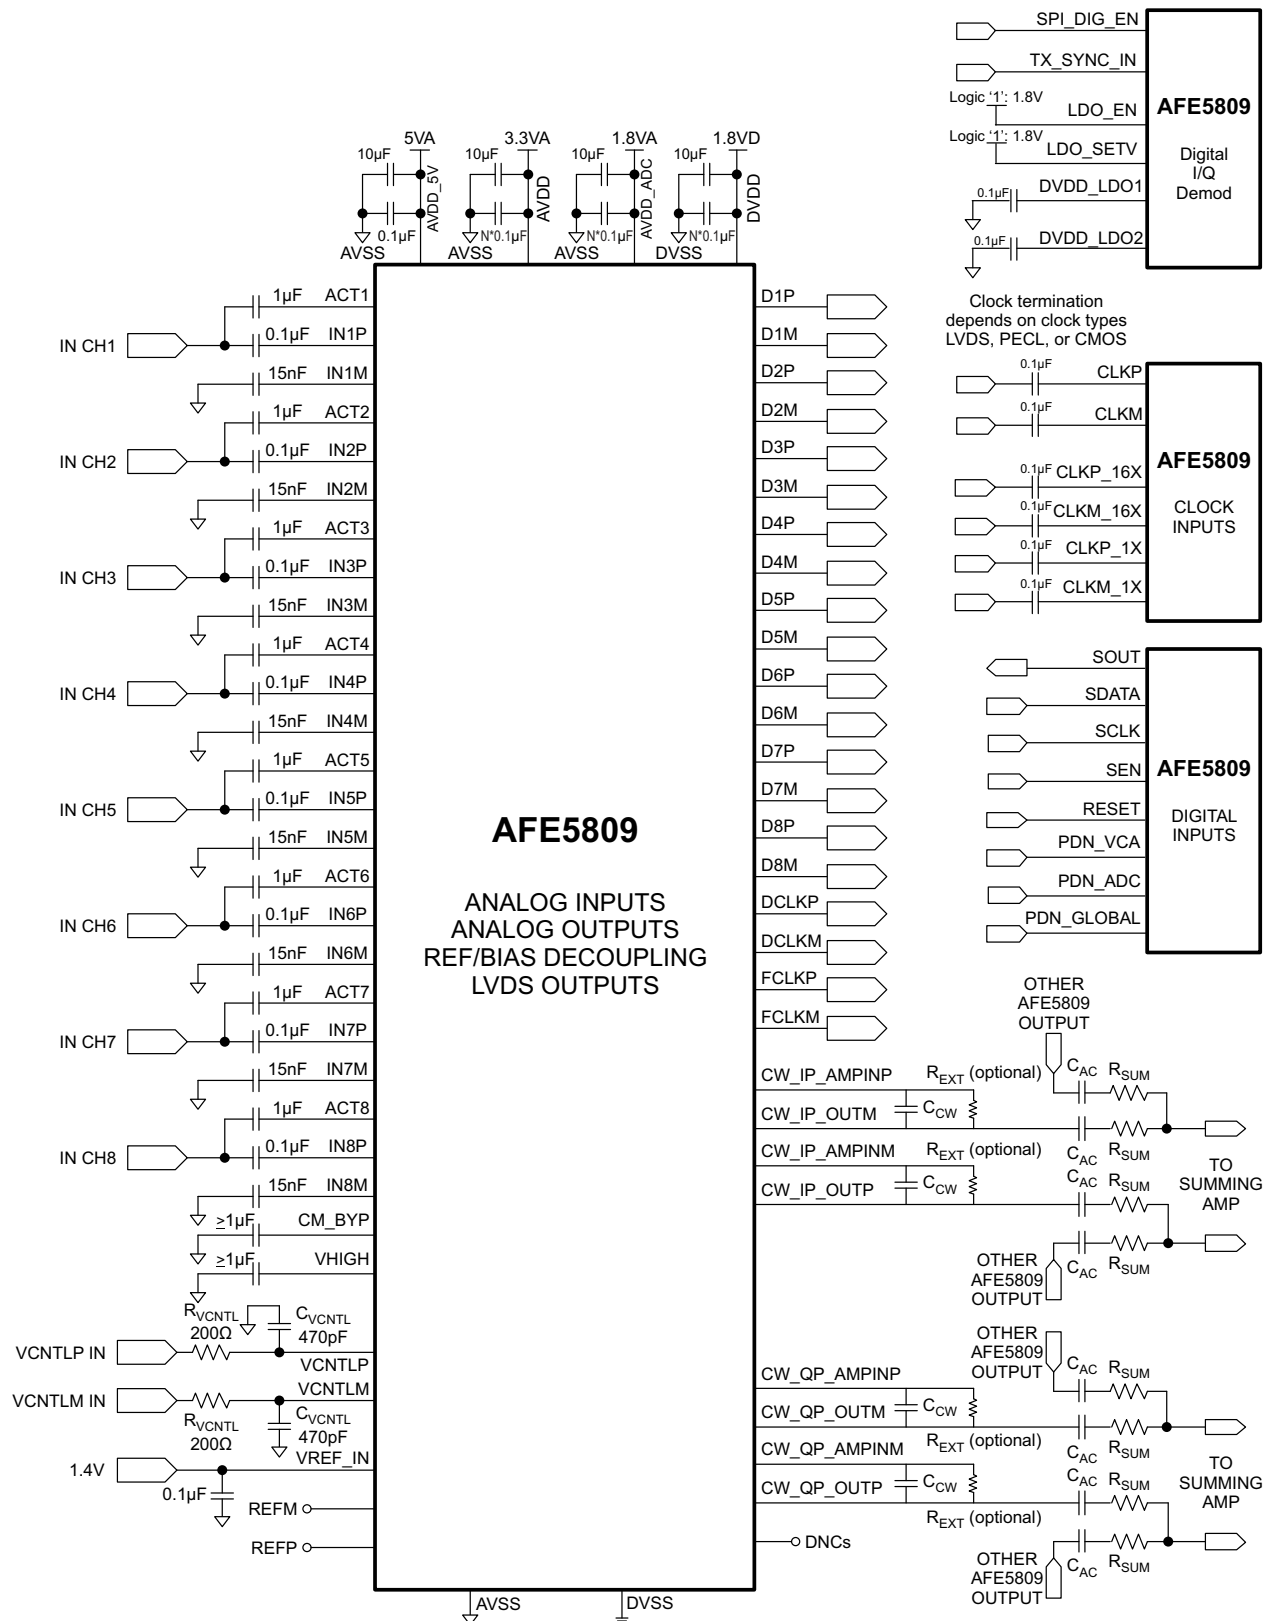 SPI_DIG_EN
TX_SYNC_IN
Logic ‘1’: 1.8V
LDO_EN
Logic ‘1’: 1.8V
LDO_SETV
0.1µF
DVDD_LDO1
0.1µF
DVDD_LDO2
AFE5809
Digital
I/Q
Demod
5VA
3.3VA
1.8VA
1.8VD
10µF
10µF
10µF
10µF
AVDD_5V
AVDD
AVDD_ADC
DVDD
0.1µF
N*0.1µF
N*0.1µF
N*0.1µF
AVSS
AVSS
AVSS
DVSS
IN CH1
1µF ACT1
0.1µF IN1P
15nF IN1M
IN CH2
1µF ACT2
0.1µF IN2P
15nF IN2M
IN CH3
1µF ACT3
0.1µF IN3P
15nF IN3M
IN CH4
1µF ACT4
0.1µF IN4P
15nF IN4M
IN CH5
1µF ACT5
0.1µF IN5P
15nF IN5M
IN CH6
1µF ACT6
0.1µF IN6P
15nF IN6M
IN CH7
1µF ACT7
0.1µF IN7P
15nF IN7M
IN CH8
1µF ACT8
0.1µF IN8P
15nF IN8M
≥1µF CM_BYP
≥1µF VHIGH
RVCNTL
200Ω
CVCNTL
470pF
VCNTLP IN
VCNTLP
VCNTLM IN
VCNTLM
RVCNTL
200Ω
CVCNTL
470pF
1.4V
VREF_IN
0.1µF
REFM
REFP
AVSS
DVSS
AFE5809
ANALOG INPUTS
ANALOG OUTPUTS
REF/BIAS DECOUPLING
LVDS OUTPUTS
D1P
D1M
D2P
D2M
D3P
D3M
D4P
D4M
D5P
D5M
D6P
D6M
D7P
D7M
D8P
D8M
DCLKP
DCLKM
FCLKP
FCLKM
Clock termination
depends on clock types
LVDS, PECL, or CMOS
0.1µF CLKP
0.1µF CLKM
0.1µF CLKP_16X
0.1µF CLKM_16X
0.1µF CLKP_1X
0.1µF CLKM_1X
AFE5809
CLOCK
INPUTS
SOUT
SDATA
SCLK
SEN
RESET
PDN_VCA
PDN_ADC
PDN_GLOBAL
AFE5809
DIGITAL
INPUTS
OTHER
AFE5809
OUTPUT
CAC RSUM
CW_IP_AMPINP
REXT (optional)
CW_IP_OUTM
CCW
CAC RSUM
CW_IP_AMPINM
REXT (optional)
CW_IP_OUTP
CCW
CAC RSUM
TO
SUMMING
AMP
OTHER
AFE5809
OUTPUT
CAC RSUM
OTHER
AFE5809
OUTPUT
CAC RSUM
CW_QP_AMPINP
CW_QP_OUTM
CCW
REXT (optional)
CAC RSUM
CW_QP_AMPINM
CW_QP_OUTP
CCW
REXT (optional)
CAC RSUM
TO
SUMMING
AMP
DNCs
OTHER
AFE5809
OUTPUT
CAC RSUM